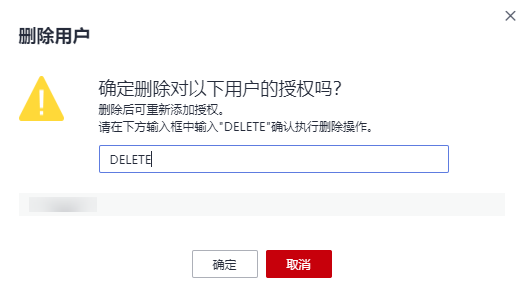 删除用户
确定删除对以下用户的授权吗?
删除后可重新添加授权。
请在下方输入框中输入"DELETE"确认执行删除操作。
DELETE
确定
取消